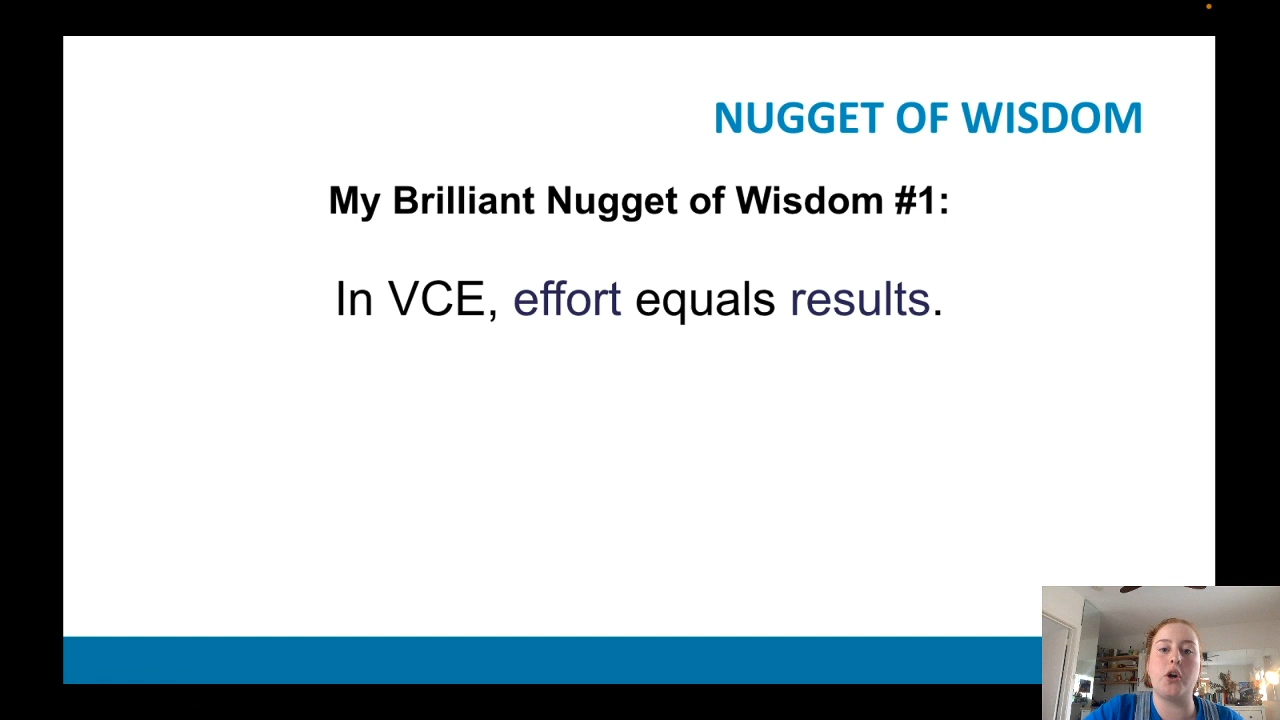 NUGGET OF WISDOM
My Brilliant Nugget of Wisdom #1:
In VCE, effort equals results.